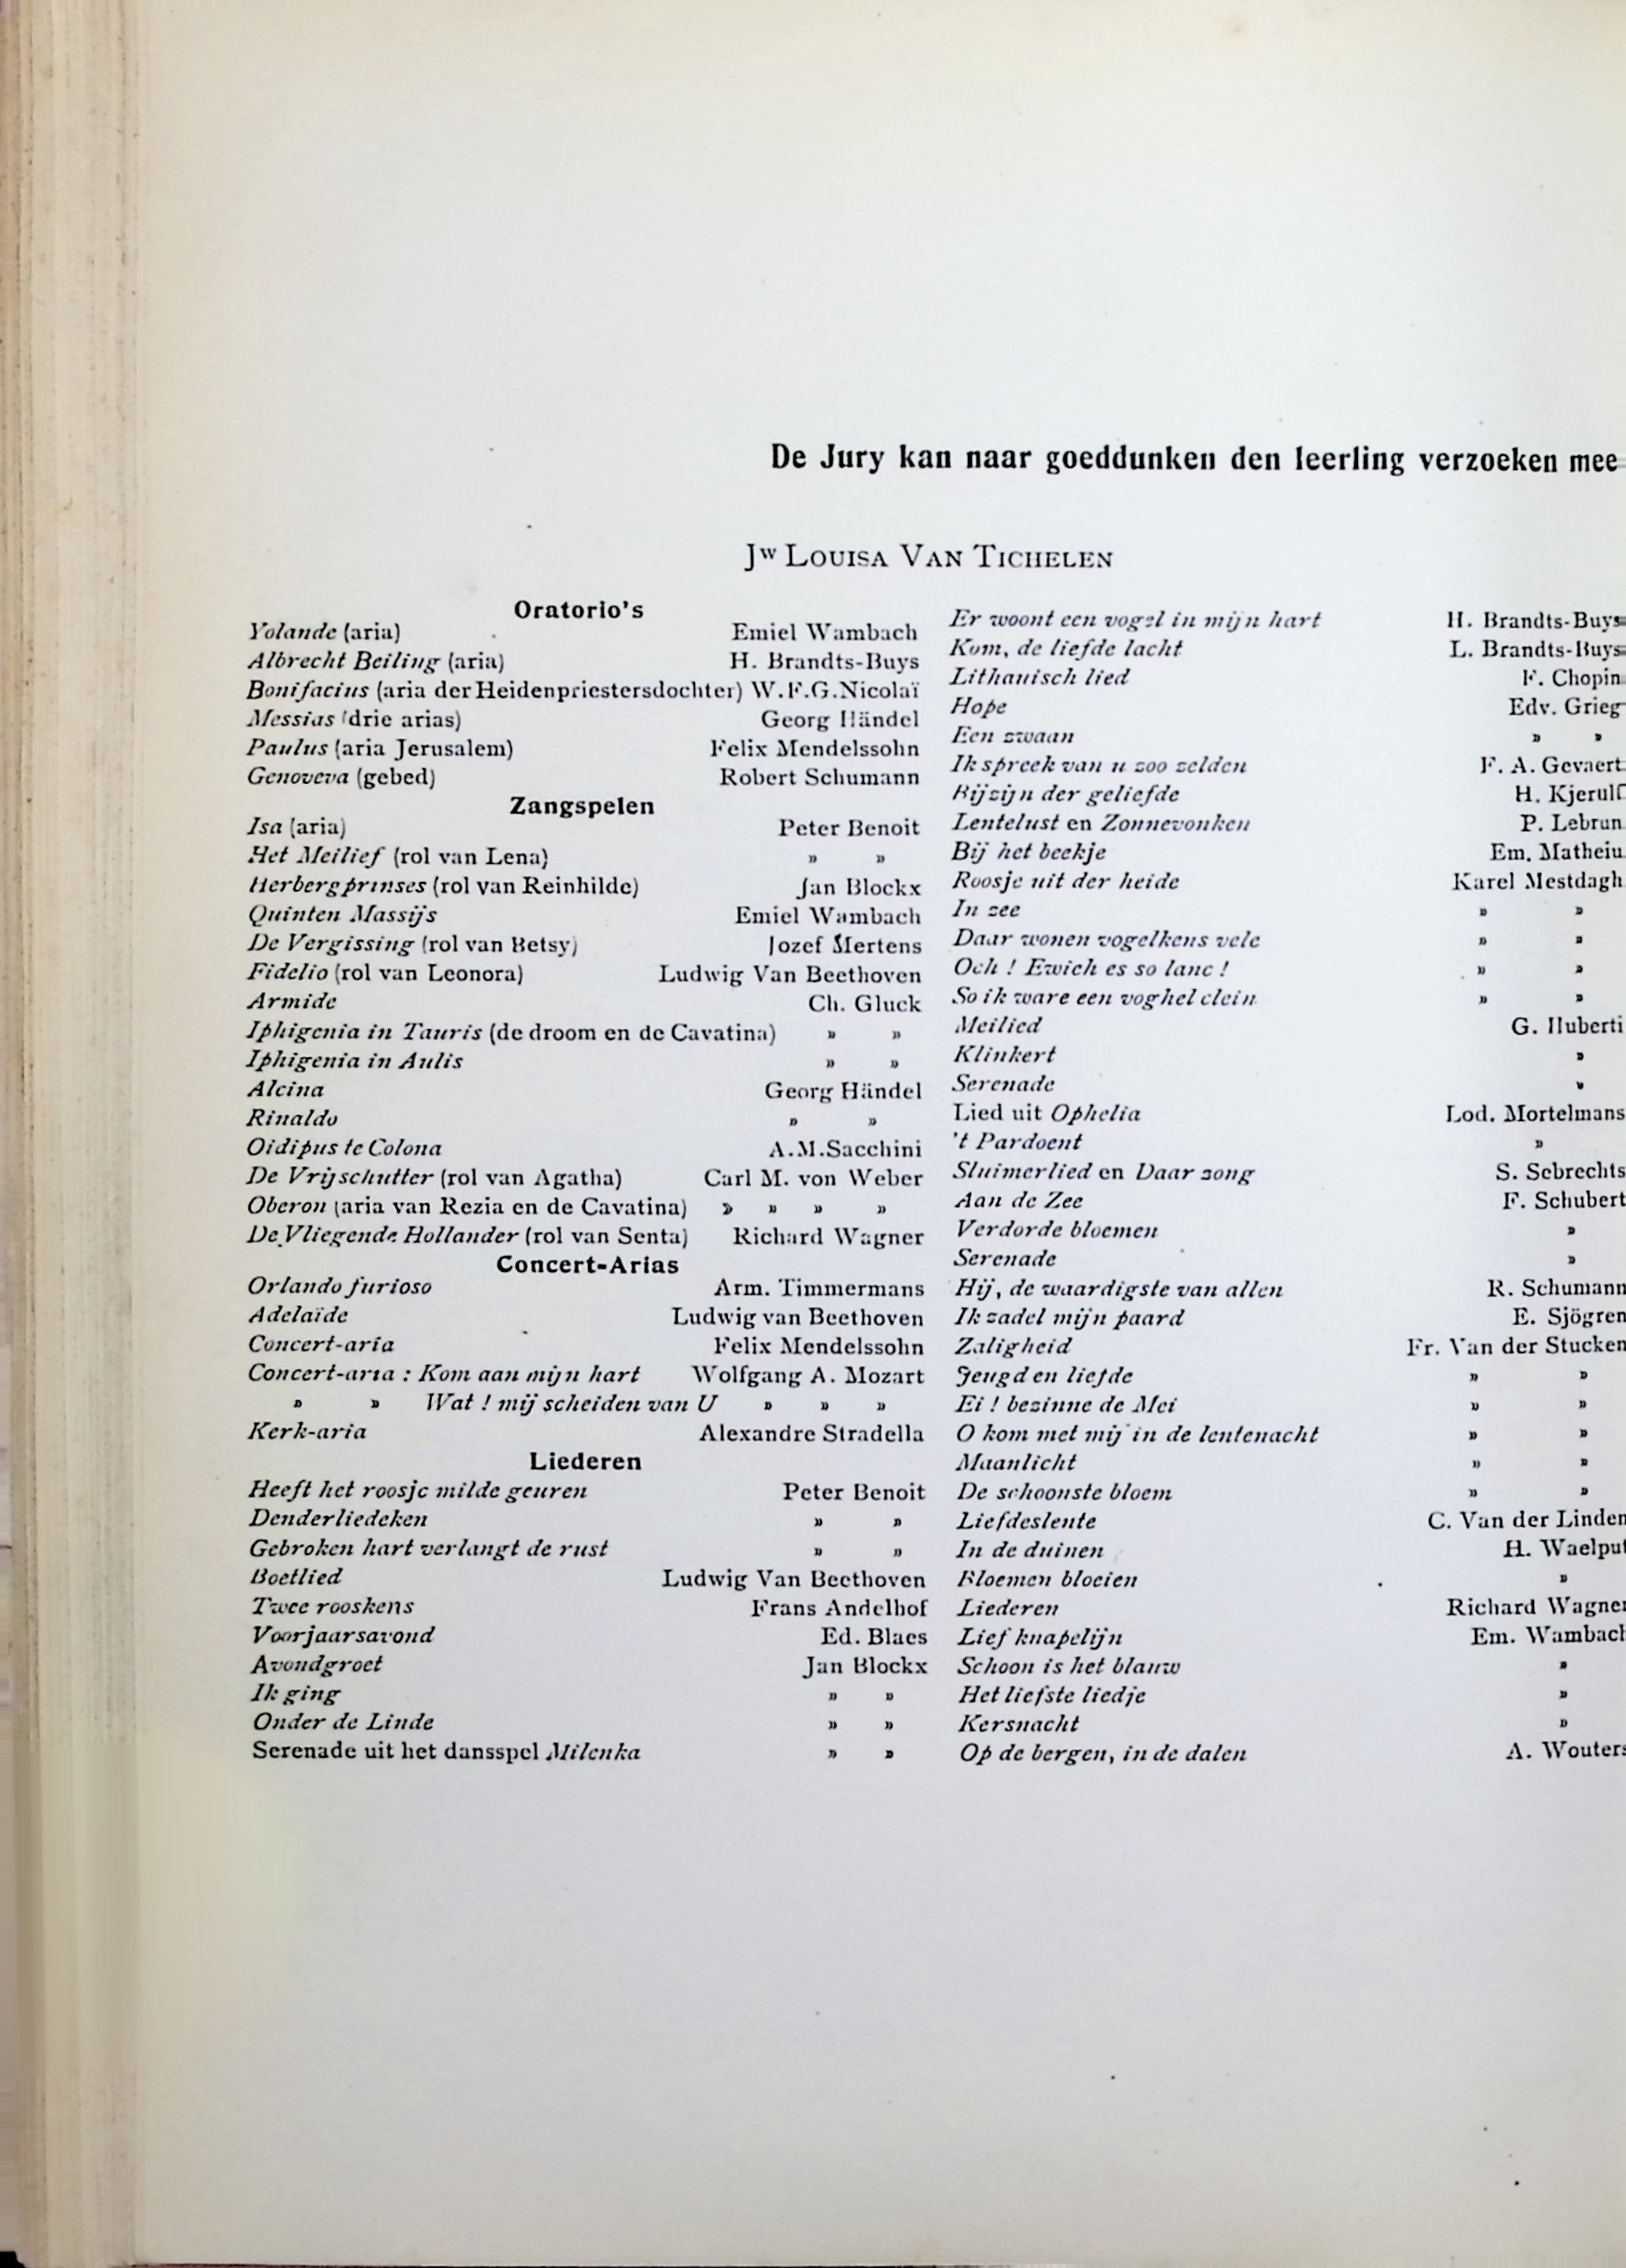 De Jury kan naar goeddunken den leerling verzoeken mee
Jw LOUISA VAN TICHELEN
Oratorio's
Yolande (aria) Emiel Wambach
Albrecht Beiling (aria) H. Brandts-Buys
Bonifacius (aria der Heidenpriestersdochter) W.F.G.Nicolaï
Messias (drie arias) Georg Händel
Paulus (aria Jerusalem) Felix Mendelssohn
Genoveva (gebed) Robert Schumann
Zangspelen
Isa (aria) Peter Benoit
Het Meilief (rol van Lena) » »
Herbergprinses (rol van Reinhilde) Jan Blockx
Quinten Massijs Emiel Wambach
De Vergissing (rol van Betsy) Jozef Mertens
Fidelio (rol van Leonora) Ludwig Van Beethoven
Armide Ch. Gluck
Iphigenia in Tauris (de droom en de Cavatina) » »
Iphigenia in Aulis » »
Alcina Georg Händel
Rinaldo » »
Oidipus te Colona A.M.Sacchini
De Vrijschutter (rol van Agatha) Carl M. von Weber
Oberon (aria van Rezia en de Cavatina) » » » »
De Vliegende Hollander (rol van Senta) Richard Wagner
Concert-Arias
Orlando furioso Arm. Timmermans
Adelaïde Ludwig van Beethoven
Concert-aria Felix Mendelssohn
Concert-aria : Kom aan mijn hart Wolfgang A. Mozart
» » Wat ! mij scheiden van U » » »
Kerk-aria Alexandre Stradella
Liederen
Heeft het roosje milde geuren Peter Benoit
Denderliedeken » »
Gebroken hart verlangt de rust » »
Boetlied Ludwig Van Beethoven
Twee rooskens Frans Andelhof
Voorjaarsavond Ed. Blaes
Avondgroet Jan Blockx
Ik ging » »
Onder de Linde » »
Serenade uit het dansspel Milenka » »
Er woont een vogel in mijn hart H. Brandts-Buys
Kom, de liefde lacht L. Brandts-Buys
Lithauisch lied F. Chopin
Hope Edv. Grieg
Een zwaan » »
Ik spreek van u zoo zelden F. A. Gevaert
Bijzijn der geliefde H. Kjerulf
Lentelust en Zonnevonken P. Lebrun
Bij het beekje Em. Matheiu
Roosje uit der heide Karel Mestdagh
In zee » »
Daar wonen vogelkens vele » »
Och ! Ewich es so lanc ! » »
So ik ware een voghel clein » »
Meilied G. Huberti
Klinkert »
Serenade »
Lied uit Ophelia Lod. Mortelmans
't Pardoent »
Sluimerlied en Daar zong S. Sebrechts
Aan de Zee F. Schubert
Verdorde bloemen »
Serenade »
Hij, de waardigste van allen R. Schumann
Ik zadel mijn paard E. Sjögren
Zaligheid Fr. Van der Stucken
Jeugd en liefde » »
Ei ! bezinne de Mei » »
O kom met mij in de lentenacht » »
Maanlicht » »
De schoonste bloem » »
Liefdeslente C. Van der Linden
In de duinen H. Waelput
Bloemen bloeien »
Liederen Richard Wagner
Lief knapelijn Em. Wambach
Schoon is het blauw »
Het liefste liedje »
Kersnacht »
Op de bergen, in de dalen A. Wouters